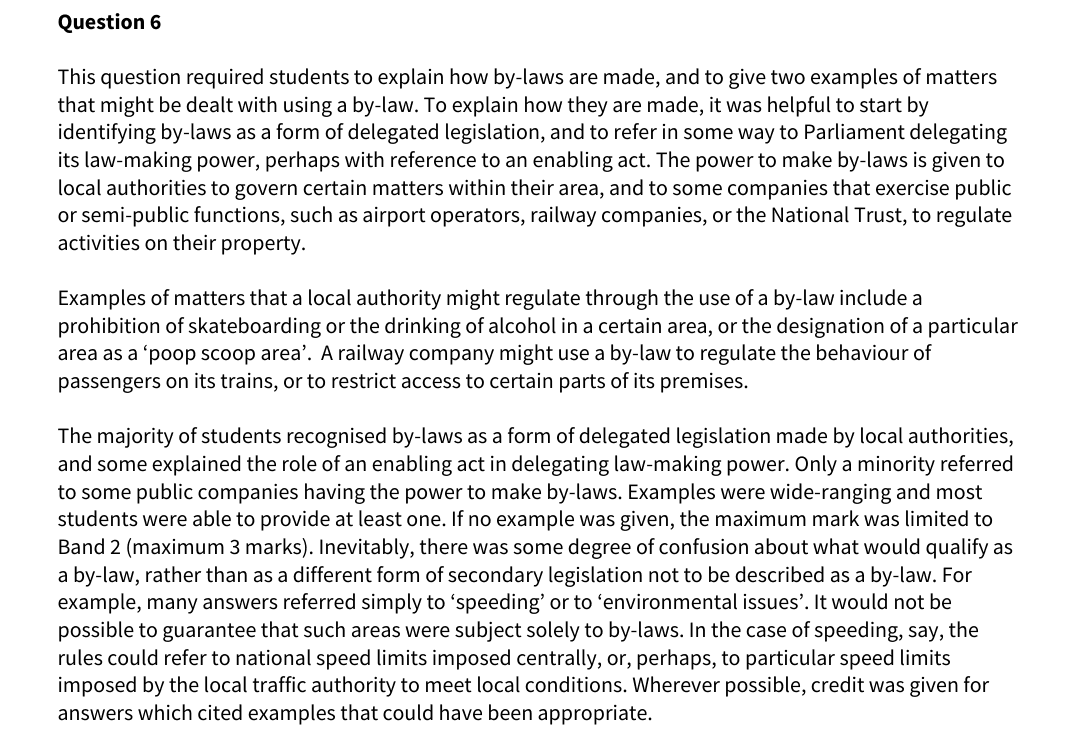 Question 6
This question required students to explain how by-laws are made, and to give two examples of matters
that might be dealt with using a by-law. To explain how they are made, it was helpful to start by
identifying by-laws as a form of delegated legislation, and to refer in some way to Parliament delegating
its law-making power, perhaps with reference to an enabling act. The power to make by-laws is given to
local authorities to govern certain matters within their area, and to some companies that exercise public
or semi-public functions, such as airport operators, railway companies, or the National Trust, to regulate
activities on their property.
Examples of matters that a local authority might regulate through the use of a by-law include a
prohibition of skateboarding or the drinking of alcohol in a certain area, or the designation of a particular
area as a ‘poop scoop area’.  A railway company might use a by-law to regulate the behaviour of
passengers on its trains, or to restrict access to certain parts of its premises.
The majority of students recognised by-laws as a form of delegated legislation made by local authorities,
and some explained the role of an enabling act in delegating law-making power. Only a minority referred
to some public companies having the power to make by-laws. Examples were wide-ranging and most
students were able to provide at least one. If no example was given, the maximum mark was limited to
Band 2 (maximum 3 marks). Inevitably, there was some degree of confusion about what would qualify as
a by-law, rather than as a different form of secondary legislation not to be described as a by-law. For
example, many answers referred simply to ‘speeding’ or to ‘environmental issues’. It would not be
possible to guarantee that such areas were subject solely to by-laws. In the case of speeding, say, the
rules could refer to national speed limits imposed centrally, or, perhaps, to particular speed limits
imposed by the local traffic authority to meet local conditions. Wherever possible, credit was given for
answers which cited examples that could have been appropriate.